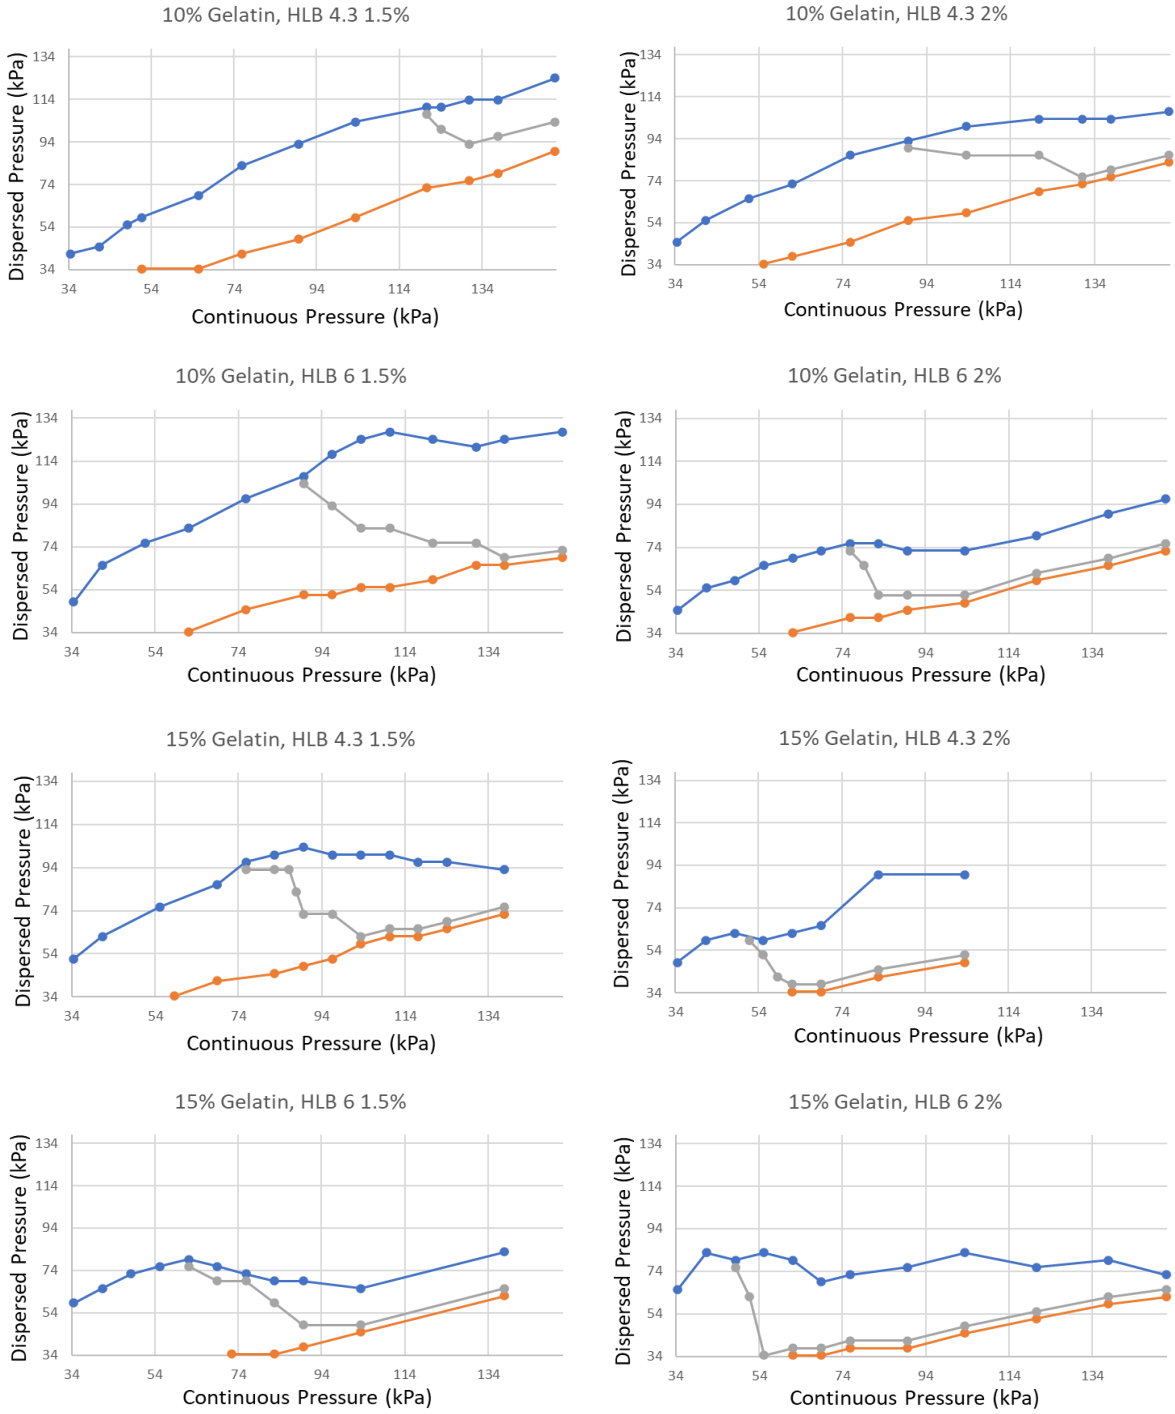 10% Gelatin, HLB 4.3 1.5%
Dispersed Pressure (kPa)
134
114
94
74
54
34
34 54 74 94 114 134
Continuous Pressure (kPa)
10% Gelatin, HLB 4.3 2%
Dispersed Pressure (kPa)
134
114
94
74
54
34
34 54 74 94 114 134
Continuous Pressure (kPa)
10% Gelatin, HLB 6 1.5%
Dispersed Pressure (kPa)
134
114
94
74
54
34
34 54 74 94 114 134
Continuous Pressure (kPa)
10% Gelatin, HLB 6 2%
Dispersed Pressure (kPa)
134
114
94
74
54
34
34 54 74 94 114 134
Continuous Pressure (kPa)
15% Gelatin, HLB 4.3 1.5%
Dispersed Pressure (kPa)
134
114
94
74
54
34
34 54 74 94 114 134
Continuous Pressure (kPa)
15% Gelatin, HLB 4.3 2%
Dispersed Pressure (kPa)
134
114
94
74
54
34
34 54 74 94 114 134
Continuous Pressure (kPa)
15% Gelatin, HLB 6 1.5%
Dispersed Pressure (kPa)
134
114
94
74
54
34
34 54 74 94 114 134
Continuous Pressure (kPa)
15% Gelatin, HLB 6 2%
Dispersed Pressure (kPa)
134
114
94
74
54
34
34 54 74 94 114 134
Continuous Pressure (kPa)